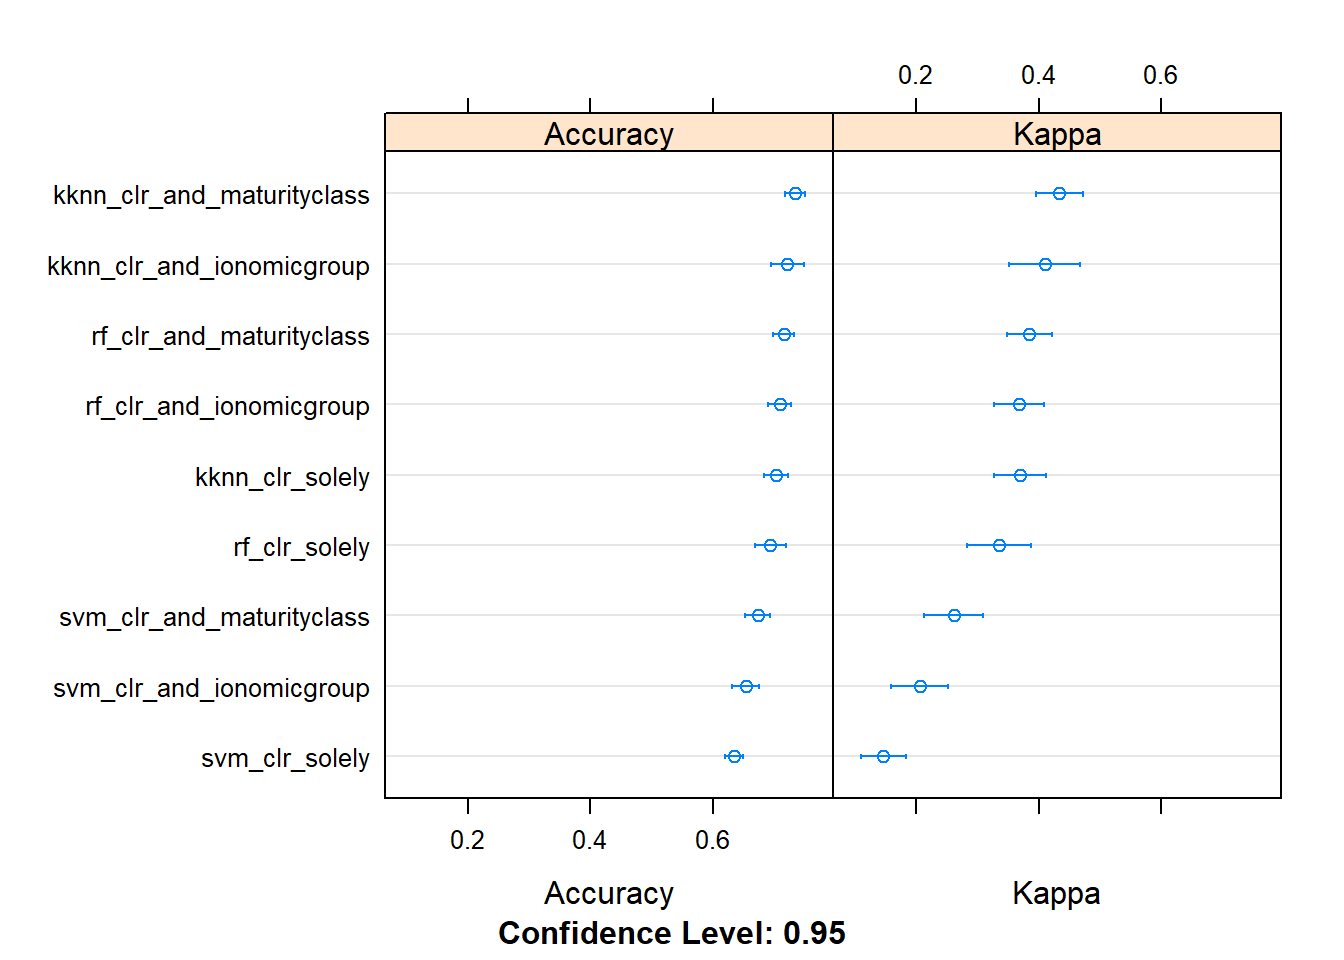 0.2 0.4 0.6
Accuracy Kappa
kknn_clr_and_maturityclass
kknn_clr_and_ionomicgroup
rf_clr_and_maturityclass
rf_clr_and_ionomicgroup
kknn_clr_solely
rf_clr_solely
svm_clr_and_maturityclass
svm_clr_and_ionomicgroup
svm_clr_solely
0.2 0.4 0.6
Accuracy Kappa
Confidence Level: 0.95